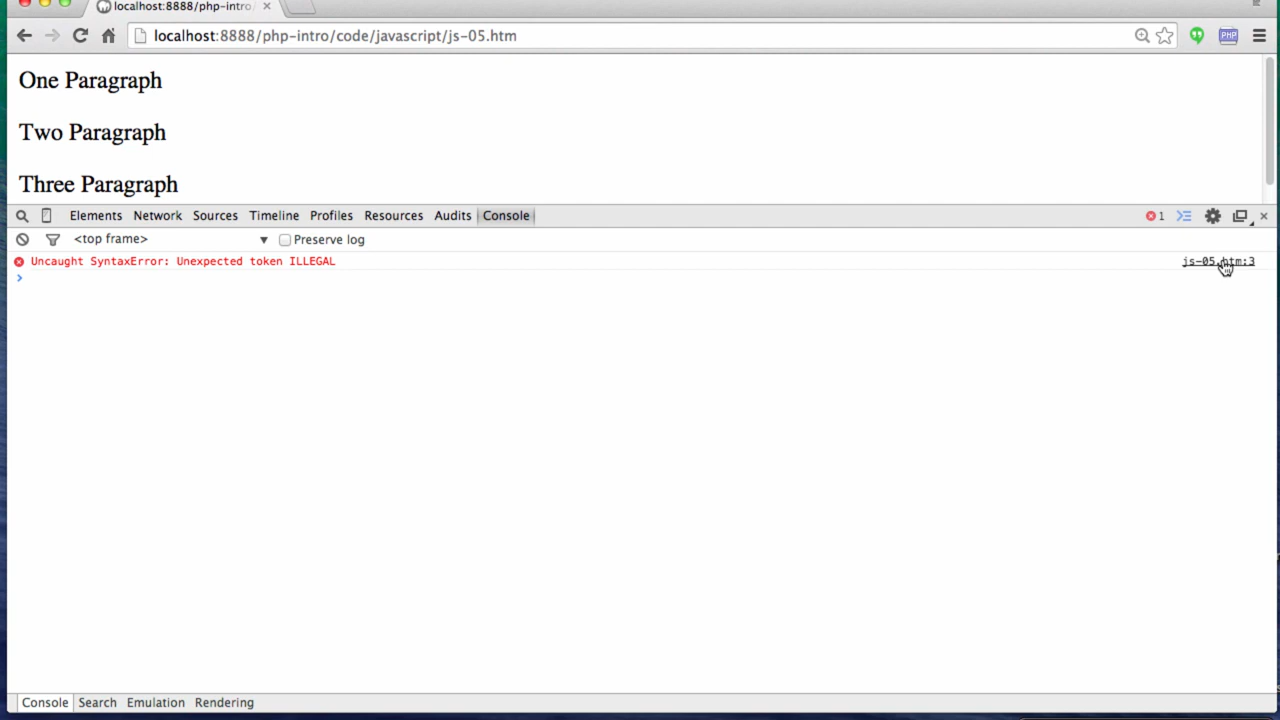 localhost:8888/php-intro/
localhost:8888/php-intro/code/javascript/js-05.htm
PHP
One Paragraph
Two Paragraph
Three Paragraph
Elements Network Sources Timeline Profiles Resources Audits Console 1
<top frame> Preserve log
Uncaught SyntaxError: Unexpected token ILLEGAL js-05.htm:3
Console Search Emulation Rendering